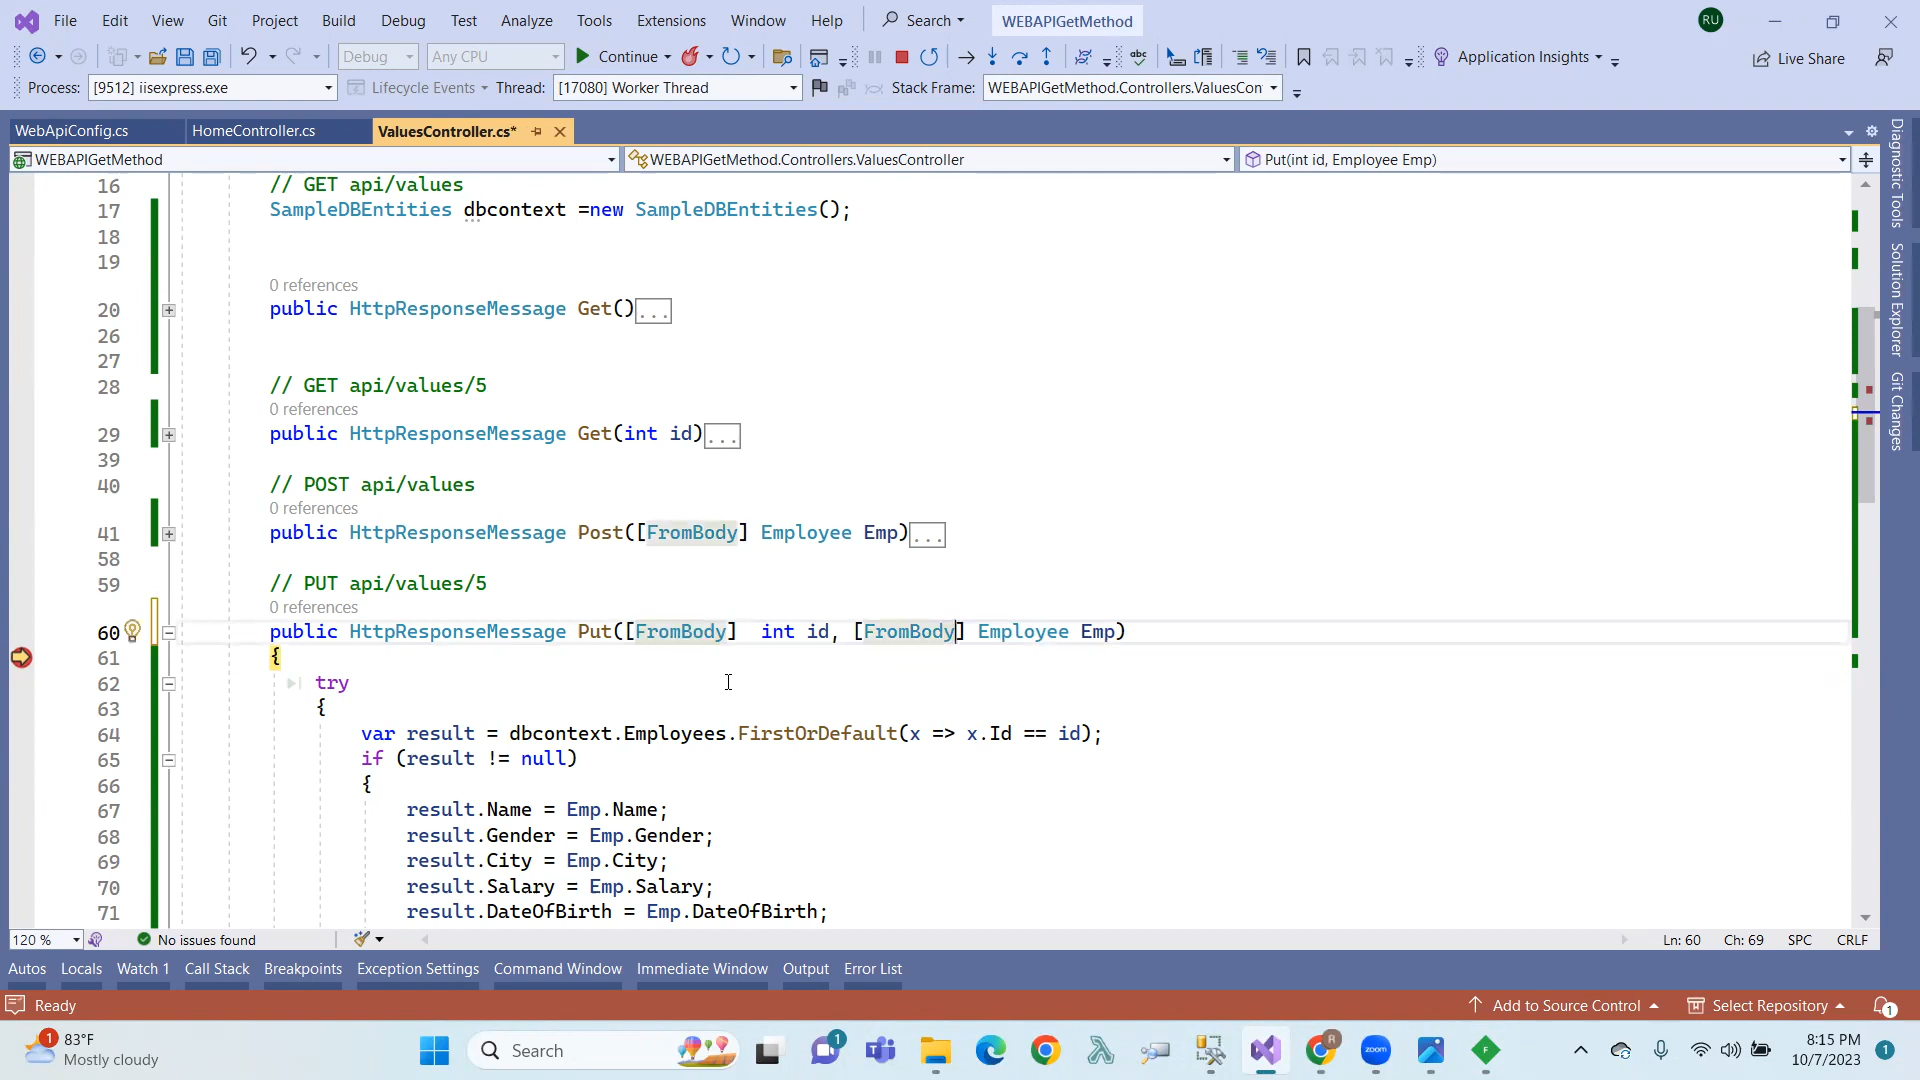 File Edit View Git Project Build Debug Test Analyze Tools Extensions Window Help Search WEBAPIGetMethod RU
Debug Any CPU Continue Application Insights Live Share
Process: [9512] iisexpress.exe Lifecycle Events Thread: [17080] Worker Thread Stack Frame: WEBAPIGetMethod.Controllers.ValuesCon
WebApiConfig.cs HomeController.cs ValuesController.cs*
WEBAPIGetMethod WEBAPIGetMethod.Controllers.ValuesController Put(int id, Employee Emp)
16 // GET api/values
17 SampleDBEntities dbcontext =new SampleDBEntities();
18
19
0 references
20 public HttpResponseMessage Get()...
26
27
28 // GET api/values/5
0 references
29 public HttpResponseMessage Get(int id)...
39
40 // POST api/values
0 references
41 public HttpResponseMessage Post([FromBody] Employee Emp)...
58
59 // PUT api/values/5
0 references
60 public HttpResponseMessage Put([FromBody]  int id, [FromBody] Employee Emp)
61 {
62 try
63 {
64 var result = dbcontext.Employees.FirstOrDefault(x => x.Id == id);
65 if (result != null)
66 {
67 result.Name = Emp.Name;
68 result.Gender = Emp.Gender;
69 result.City = Emp.City;
70 result.Salary = Emp.Salary;
71 result.DateOfBirth = Emp.DateOfBirth;
Diagnostic Tools
Solution Explorer
Git Changes
120 % No issues found Ln: 60 Ch: 69 SPC CRLF
Autos Locals Watch 1 Call Stack Breakpoints Exception Settings Command Window Immediate Window Output Error List
Ready Add to Source Control Select Repository 1
1 83°F
Mostly cloudy
Search
1
R
zoom
F
8:15 PM
10/7/2023
1